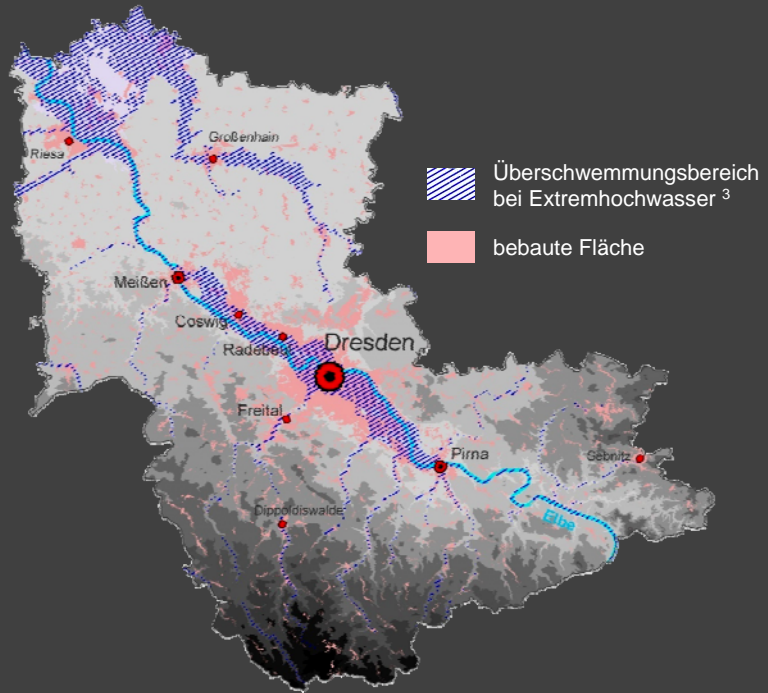 Großenhain
Riesa
Überschwemmungsbereich
bei Extremhochwasser ³
bebaute Fläche
Meißen
Coswig
Radebeul
Dresden
Freital
Pirna
Sebnitz
Dippoldiswalde
Elbe